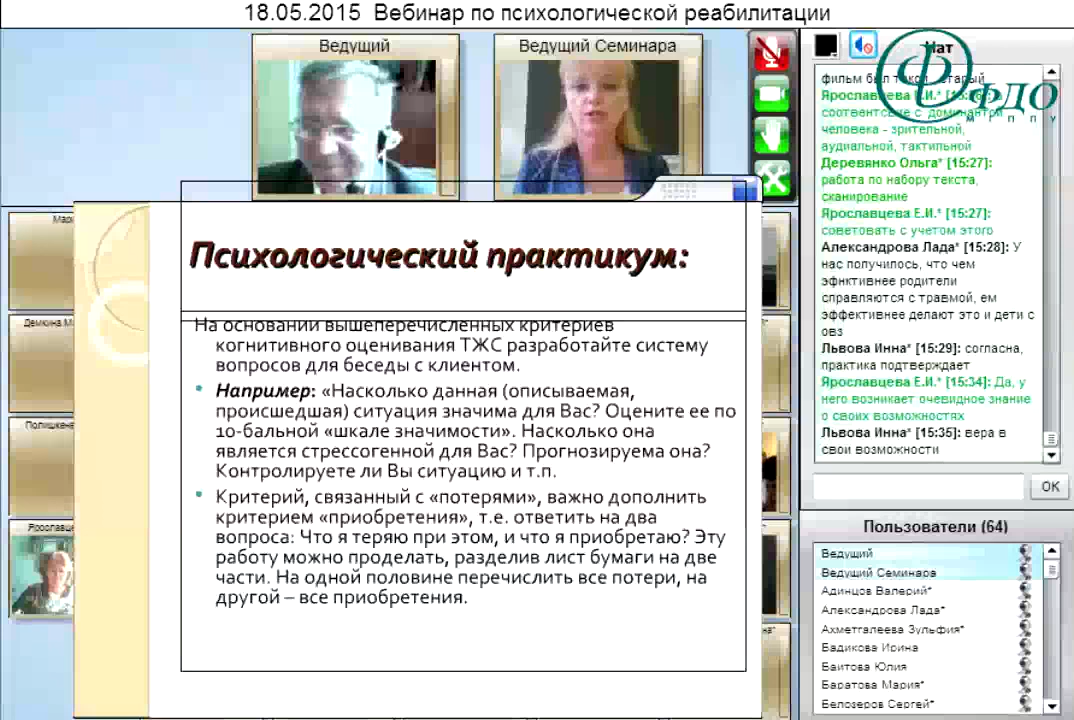 18.05.2015 Вебинар по психологической реабилитации
Ведущий
Ведущий Семинара
Психологический практикум:
На основании вышеперечисленных критериев
когнитивного оценивания ТЖС разработайте систему
вопросов для беседы с клиентом.
• Например: «Насколько данная (описываемая,
происшедшая) ситуация значима для Вас? Оцените ее по
10-бальной «шкале значимости». Насколько она
является стрессогенной для Вас? Прогнозируема она?
Контролируете ли Вы ситуацию и т.п.
• Критерий, связанный с «потерями», важно дополнить
критерием «приобретения», т.е. ответить на два
вопроса: Что я теряю при этом, и что я приобретаю? Эту
работу можно проделать, разделив лист бумаги на две
части. На одной половине перечислить все потери, на
другой – все приобретения.
Демкина М
Полишкена
Ярославце
Чат
ФДО
МГППУ
фильм был такой старый
Ярославцева Е.И.*
соответствие с доминантой
человека - зрительной,
аудиальной, тактильной
Деревянко Ольга* [15:27]:
работа по набору текста,
сканирование
Ярославцева Е.И.* [15:27]:
советовать с учетом этого
Александрова Лада* [15:28]: У
нас получилось, что чем
эфнктивнее родители
справляются с травмой, ем
эффективнее делают это и дети с
овз
Львова Инна* [15:29]: согласна,
практика подтверждает
Ярославцева Е.И.* [15:34]: Да, у
него возникает очевидное знание
о своих возможностях
Львова Инна* [15:35]: вера в
свои возможности
ОК
Пользователи (64)
Ведущий
Ведущий Семинара
Адинцов Валерий*
Александрова Лада*
Ахметгалеева Зульфия*
Бадикова Ирина
Баитова Юлия
Баратова Мария*
Белозеров Сергей*